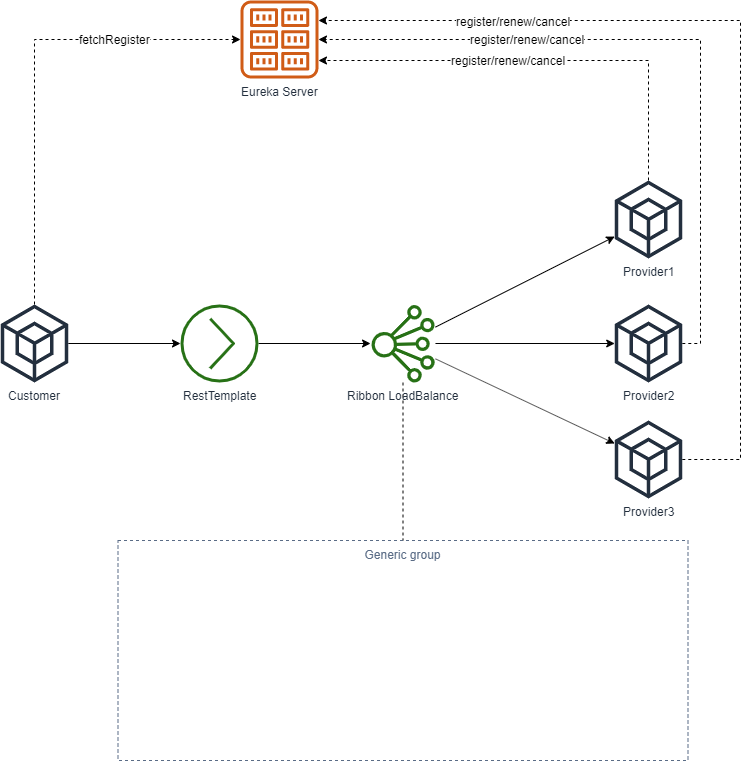 register/renew/cancel
fetchRegister
register/renew/cancel
register/renew/cancel
Eureka Server
Provider1
Customer
RestTemplate
Ribbon LoadBalance
Provider2
Provider3
Generic group